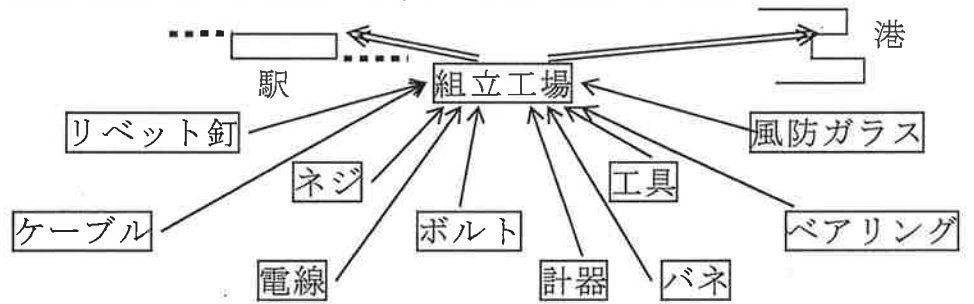 港
駅
組立工場
リベット釘
風防ガラス
ネジ
工具
ケーブル
ボルト
ベアリング
電線
計器
バネ